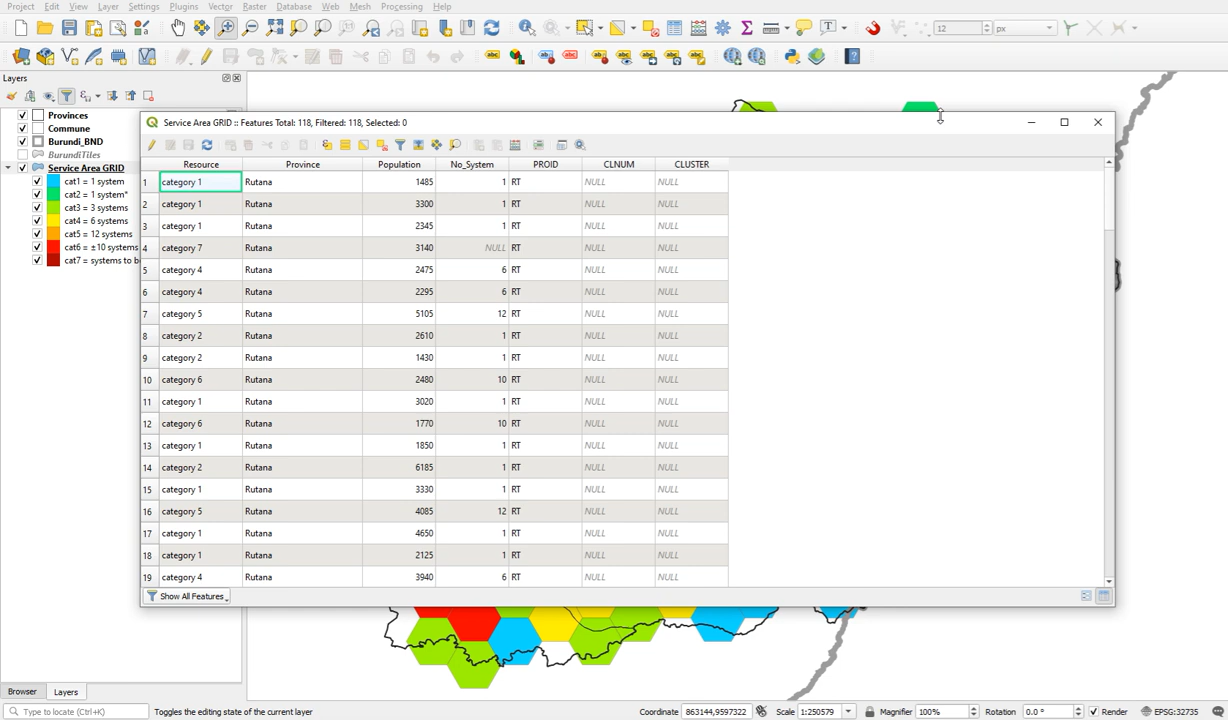 Project Edit View Layer Settings Plugins Vector Raster Database Web Mesh Processing Help
12 px
Layers
Provinci
Commune
Burundi_BND
BurundiTiles
Service Area GRID
cat1 = 1 system
cat2 = 1 system*
cat3 = 3 systems
cat4 = 6 systems
cat5 = 12 systems
cat6 = ±10 systems
cat7 = systems to b
Service Area GRID :: Features Total: 118, Filtered: 118, Selected: 0
Resource Province Population No_System PROID CLNUM CLUSTER
1 category 1 Rutana 1485 1 RT NULL NULL
2 category 1 Rutana 3300 1 RT NULL NULL
3 category 1 Rutana 2345 1 RT NULL NULL
4 category 7 Rutana 3140 NULL RT NULL NULL
5 category 4 Rutana 2475 6 RT NULL NULL
6 category 4 Rutana 2295 6 RT NULL NULL
7 category 5 Rutana 5105 12 RT NULL NULL
8 category 2 Rutana 2610 1 RT NULL NULL
9 category 2 Rutana 1430 1 RT NULL NULL
10 category 6 Rutana 2480 10 RT NULL NULL
11 category 1 Rutana 3020 1 RT NULL NULL
12 category 6 Rutana 1770 10 RT NULL NULL
13 category 1 Rutana 1850 1 RT NULL NULL
14 category 2 Rutana 6185 1 RT NULL NULL
15 category 1 Rutana 3330 1 RT NULL NULL
16 category 5 Rutana 4085 12 RT NULL NULL
17 category 1 Rutana 4650 1 RT NULL NULL
18 category 1 Rutana 2125 1 RT NULL NULL
19 category 4 Rutana 3940 6 RT NULL NULL
Show All Features
Browser Layers
Type to locate (Ctrl+K) Toggles the editing state of the current layer Coordinate 863144,9597322 Scale 1:250579 Magnifier 100% Rotation 0.0 ° Render EPSG:32735